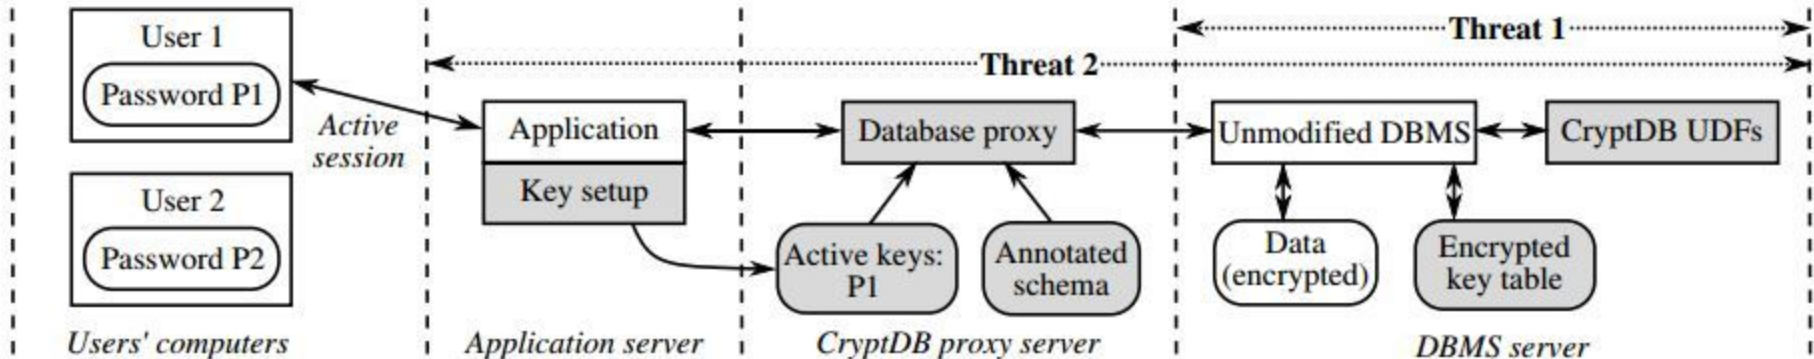 Threat 1
Threat 2
User 1
Password P1
User 2
Password P2
Active
session
Users' computers
Application
Key setup
Application server
Database proxy
Active keys:
P1
Annotated
schema
CryptDB proxy server
Unmodified DBMS
CryptDB UDFs
Data
(encrypted)
Encrypted
key table
DBMS server